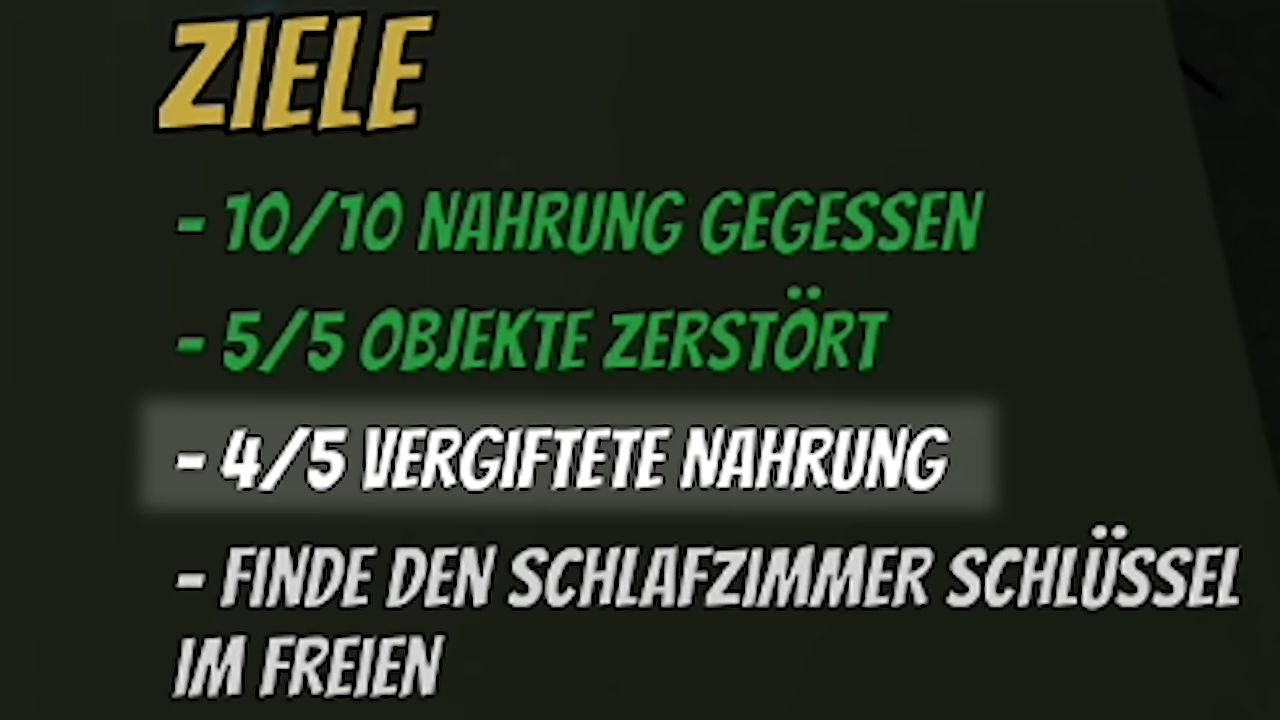 ZIELE
- 10/10 NAHRUNG GEGESSEN
- 5/5 OBJEKTE ZERSTÖRT
- 4/5 VERGIFTETE NAHRUNG
- FINDE DEN SCHLAFZIMMER SCHLÜSSEL
IM FREIEN